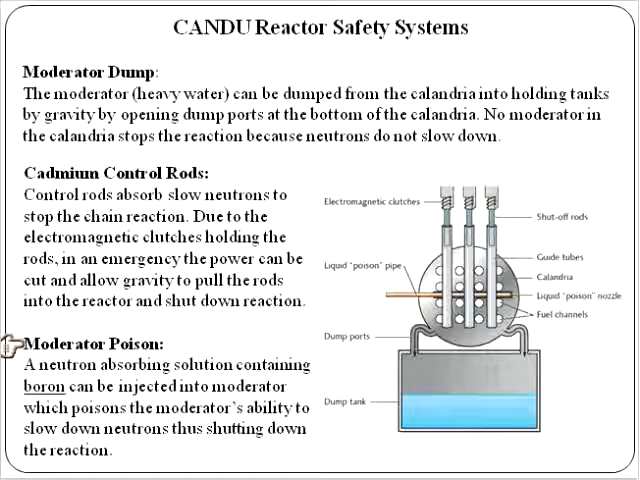 CANDU Reactor Safety Systems
Moderator Dump:
The moderator (heavy water) can be dumped from the calandria into holding tanks
by gravity by opening dump ports at the bottom of the calandria. No moderator in
the calandria stops the reaction because neutrons do not slow down.
Cadmium Control Rods:
Control rods absorb slow neutrons to
stop the chain reaction. Due to the
electromagnetic clutches holding the
rods, in an emergency the power can be
cut and allow gravity to pull the rods
into the reactor and shut down reaction.
Moderator Poison:
A neutron absorbing solution containing
boron can be injected into moderator
which poisons the moderator's ability to
slow down neutrons thus shutting down
the reaction.
Electromagnetic clutches
Shut-off rods
Guide tubes
Liquid "poison" pipe
Calandria
Liquid "poison" nozzle
Fuel channels
Dump ports
Dump tank